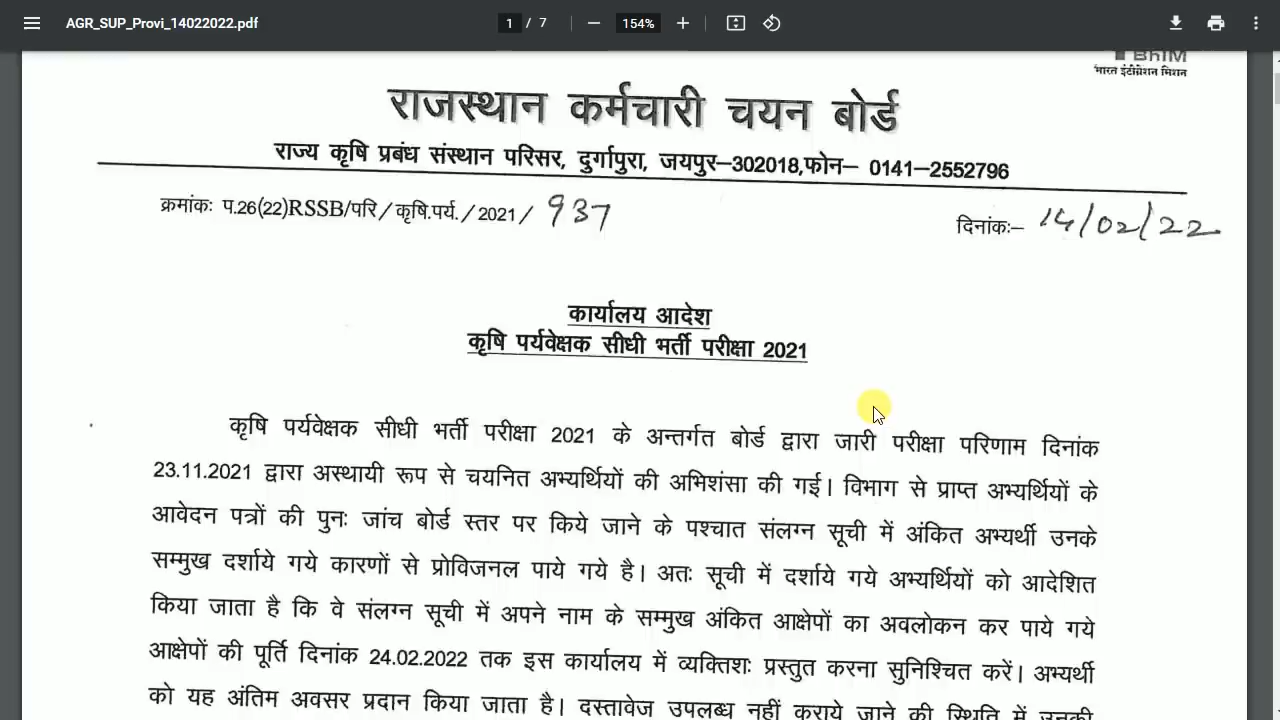 AGR_SUP_Provi_14022022.pdf
1 / 7
154%
BHIM
भारत इंटीग्रेशन मिशन
राजस्थान कर्मचारी चयन बोर्ड
राज्य कृषि प्रबंध संस्थान परिसर, दुर्गापुरा, जयपुर–302018,फोन– 0141–2552796
क्रमांकः प.26(22)RSSB/परि/कृषि.पर्य./2021/ 937
दिनांकः– 14/02/22
कार्यालय आदेश
कृषि पर्यवेक्षक सीधी भर्ती परीक्षा 2021
कृषि पर्यवेक्षक सीधी भर्ती परीक्षा 2021 के अन्तर्गत बोर्ड द्वारा जारी परीक्षा परिणाम दिनांक
23.11.2021 द्वारा अस्थायी रूप से चयनित अभ्यर्थियों की अभिशंसा की गई। विभाग से प्राप्त अभ्यर्थियों के
आवेदन पत्रों की पुनः जांच बोर्ड स्तर पर किये जाने के पश्चात संलग्न सूची में अंकित अभ्यर्थी उनके
सम्मुख दर्शाये गये कारणों से प्रोविजनल पाये गये है। अतः सूची में दर्शाये गये अभ्यर्थियों को आदेशित
किया जाता है कि वे संलग्न सूची में अपने नाम के सम्मुख अंकित आक्षेपों का अवलोकन कर पाये गये
आक्षेपों की पूर्ति दिनांक 24.02.2022 तक इस कार्यालय में व्यक्तिशः प्रस्तुत करना सुनिश्चित करें। अभ्यर्थी
को यह अंतिम अवसर प्रदान किया जाता है। दस्तावेज उपलब्ध नहीं कराये जाने की स्थिति में उनकी